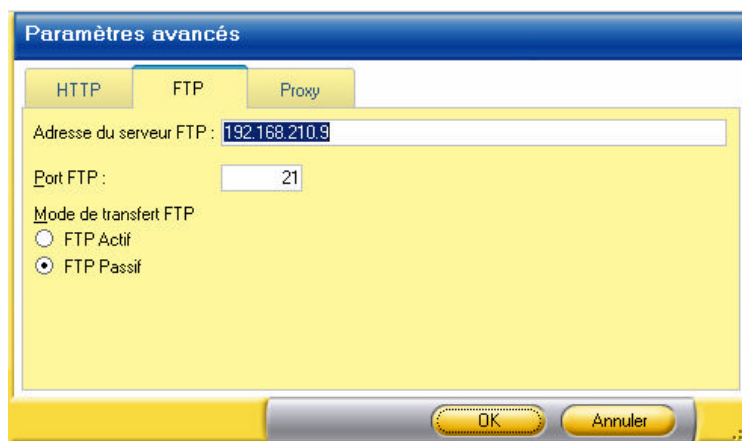 Paramètres avancés
HTTP FTP Proxy
Adresse du serveur FTP : 192.168.210.9
Port FTP : 21
Mode de transfert FTP
FTP Actif
FTP Passif
OK Annuler